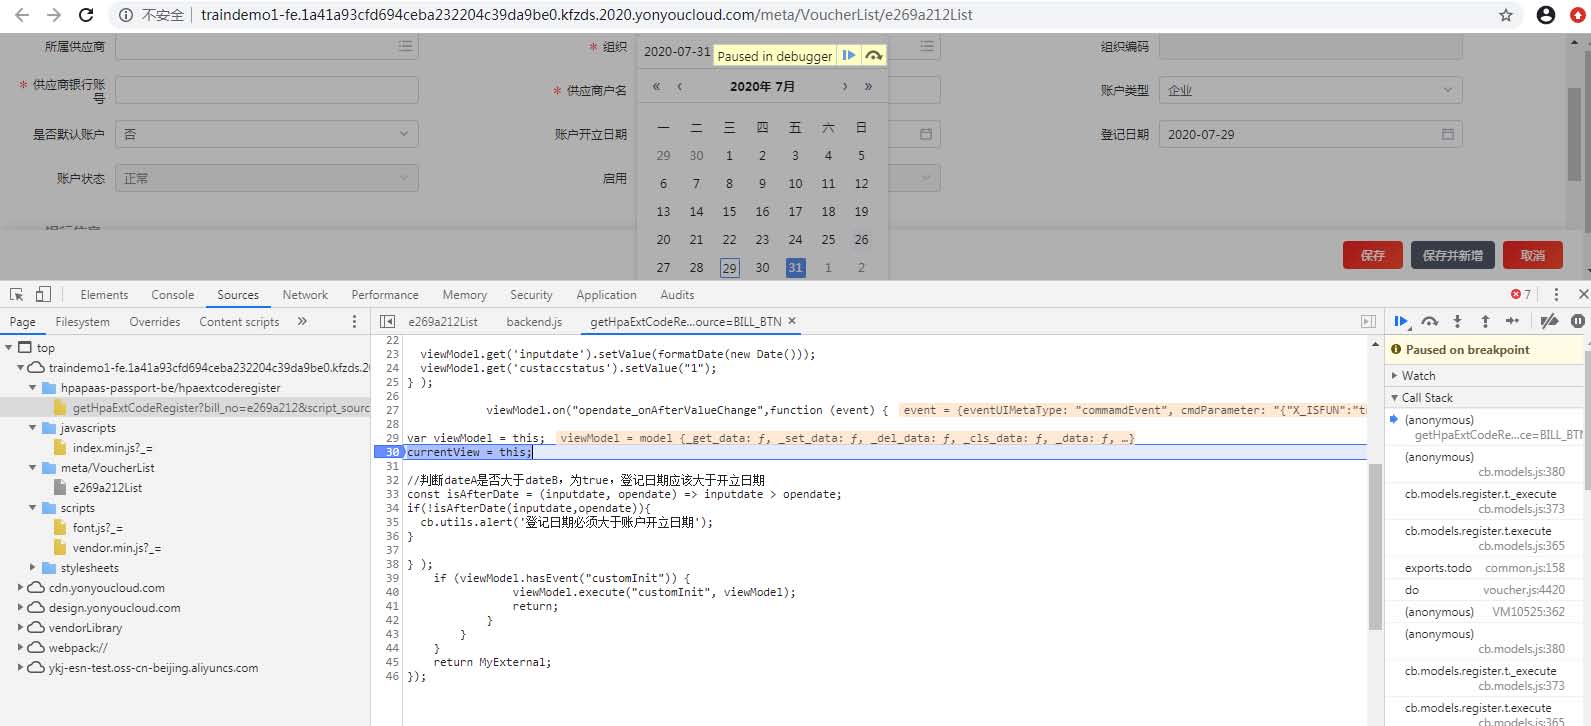 不安全 traindemo1-fe.1a41a93cfd694ceba232204c39da9be0.kfzds.2020.yonyoucloud.com/meta/VoucherList/e269a212List
所属供应商
* 组织
2020-07-31
Paused in debugger
组织编码
* 供应商银行账号
* 供应商户名
账户类型 企业
是否默认账户 否
账户开立日期
登记日期 2020-07-29
账户状态 正常
启用
« ‹ 2020年 7月 › »
一 二 三 四 五 六 日
29 30 1 2 3 4 5
6 7 8 9 10 11 12
13 14 15 16 17 18 19
20 21 22 23 24 25 26
27 28 29 30 31 1 2
保存 保存并新增 取消
Elements Console Sources Network Performance Memory Security Application Audits 7
Page Filesystem Overrides Content scripts »
e269a212List backend.js getHpaExtCodeRe...ource=BILL_BTN ×
top
traindemo1-fe.1a41a93cfd694ceba232204c39da9be0.kfzds.20
hpapaas-passport-be/hpaextcoderegister
getHpaExtCodeRegister?bill_no=e269a212&script_sourc
javascripts
index.min.js?_=
meta/VoucherList
e269a212List
scripts
font.js?_=
vendor.min.js?_=
stylesheets
cdn.yonyoucloud.com
design.yonyoucloud.com
vendorLibrary
webpack://
ykj-esn-test.oss-cn-beijing.aliyuncs.com
22
23 viewModel.get('inputdate').setValue(formatDate(new Date()));
24 viewModel.get('custaccstatus').setValue("1");
25 } );
26
27 viewModel.on("opendate_onAfterValueChange",function (event) { event = {eventUIMetaType: "commamdEvent", cmdParameter: "{"X_ISFUN":"tr
28
29 var viewModel = this; viewModel = model {_get_data: ƒ, _set_data: ƒ, _del_data: ƒ, _cls_data: ƒ, _data: ƒ, …}
30 currentView = this;
31
32 //判断dateA是否大于dateB，为true，登记日期应该大于开立日期
33 const isAfterDate = (inputdate, opendate) => inputdate > opendate;
34 if(!isAfterDate(inputdate,opendate)){
35 cb.utils.alert('登记日期必须大于账户开立日期');
36 }
37
38 } );
39 if (viewModel.hasEvent("customInit")) {
40 viewModel.execute("customInit", viewModel);
41 return;
42 }
43 }
44 }
45 return MyExternal;
46 });
Paused on breakpoint
Watch
Call Stack
(anonymous)
getHpaExtCodeRe...ce=BILL_BTN
(anonymous)
cb.models.js:380
cb.models.register.t._execute
cb.models.js:373
cb.models.register.t.execute
cb.models.js:365
exports.todo common.js:158
do voucher.js:4420
(anonymous) VM10525:362
(anonymous)
cb.models.js:380
cb.models.register.t._execute
cb.models.js:373
cb.models.register.t.execute
cb.models.js:365